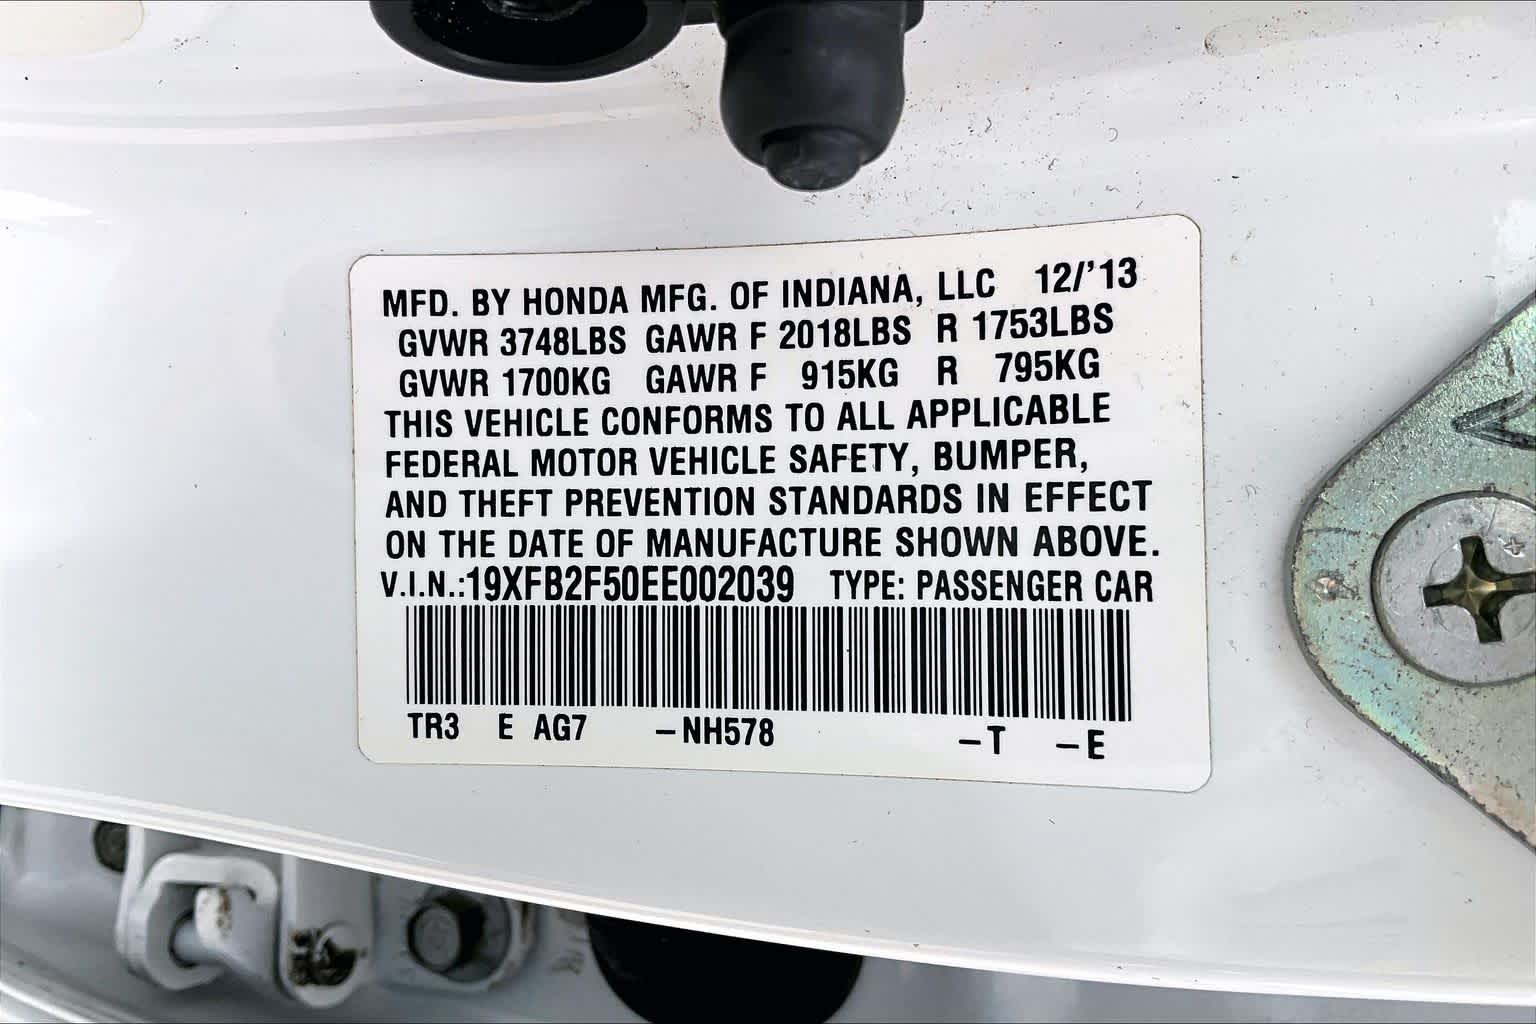 MFD. BY HONDA MFG. OF INDIANA, LLC 12/'13
GVWR 3748LBS GAWR F 2018LBS R 1753LBS
GVWR 1700KG GAWR F 915KG R 795KG
THIS VEHICLE CONFORMS TO ALL APPLICABLE
FEDERAL MOTOR VEHICLE SAFETY, BUMPER,
AND THEFT PREVENTION STANDARDS IN EFFECT
ON THE DATE OF MANUFACTURE SHOWN ABOVE.
V.I.N.:19XFB2F50EE002039 TYPE: PASSENGER CAR
TR3 E AG7 –NH578 –T –E